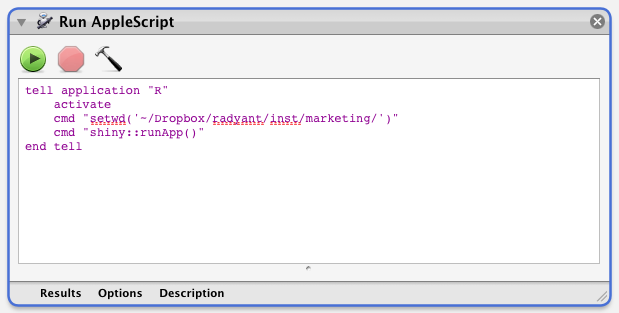 Run AppleScript
tell application "R"
    activate
    cmd "setwd('~/Dropbox/radyant/inst/marketing/')"
    cmd "shiny::runApp()"
end tell
Results Options Description